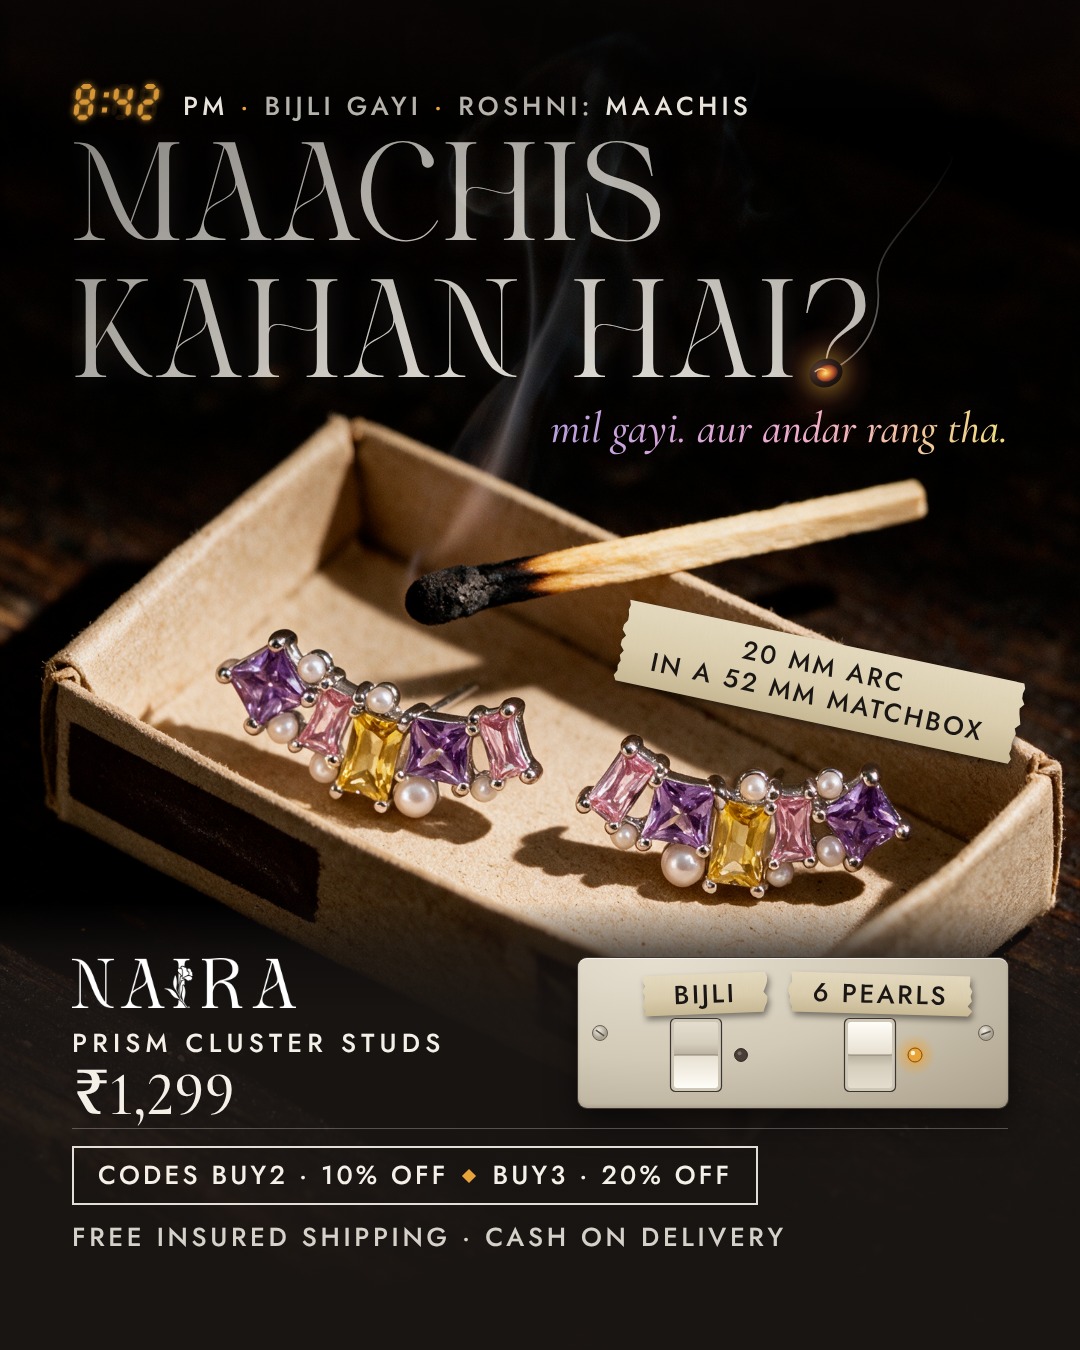 8:42 PM · BIJLI GAYI · ROSHNI: MAACHIS
MAACHIS
KAHAN HAI?
mil gayi. aur andar rang tha.
20 MM ARC
IN A 52 MM MATCHBOX
NAIRA
PRISM CLUSTER STUDS
₹1,299
BIJLI
6 PEARLS
CODES BUY2 · 10% OFF ◆ BUY3 · 20% OFF
FREE INSURED SHIPPING · CASH ON DELIVERY